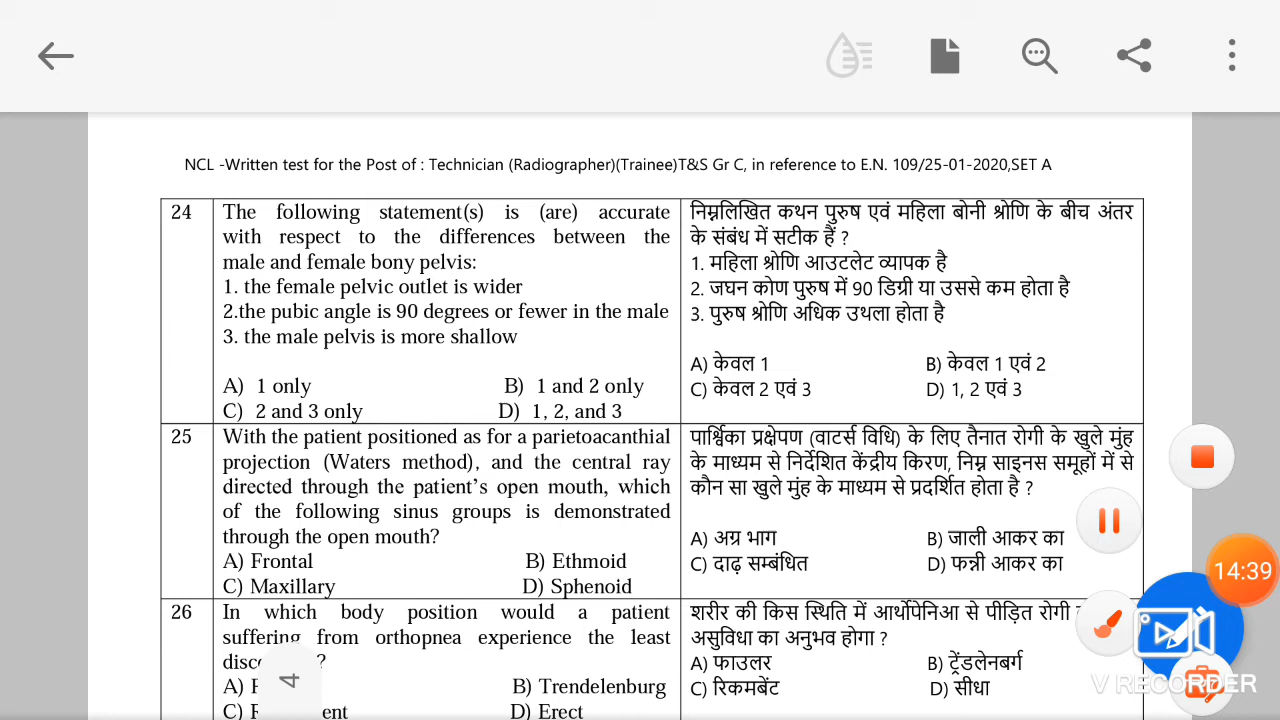 NCL -Written test for the Post of : Technician (Radiographer)(Trainee)T&S Gr C, in reference to E.N. 109/25-01-2020,SET A
24
The following statement(s) is (are) accurate
with respect to the differences between the
male and female bony pelvis:
1. the female pelvic outlet is wider
2.the pubic angle is 90 degrees or fewer in the male
3. the male pelvis is more shallow
A) 1 only B) 1 and 2 only
C) 2 and 3 only D) 1, 2, and 3
निम्नलिखित कथन पुरुष एवं महिला बोनी श्रोणि के बीच अंतर
के संबंध में सटीक हैं ?
1. महिला श्रोणि आउटलेट व्यापक है
2. जघन कोण पुरुष में 90 डिग्री या उससे कम होता है
3. पुरुष श्रोणि अधिक उथला होता है
A) केवल 1 B) केवल 1 एवं 2
C) केवल 2 एवं 3 D) 1, 2 एवं 3
25
With the patient positioned as for a parietoacanthial
projection (Waters method), and the central ray
directed through the patient's open mouth, which
of the following sinus groups is demonstrated
through the open mouth?
A) Frontal B) Ethmoid
C) Maxillary D) Sphenoid
पार्श्विका प्रक्षेपण (वाटर्स विधि) के लिए तैनात रोगी के खुले मुंह
के माध्यम से निर्देशित केंद्रीय किरण, निम्न साइनस समूहों में से
कौन सा खुले मुंह के माध्यम से प्रदर्शित होता है ?
A) अग्र भाग B) जाली आकर का
C) दाढ़ सम्बंधित D) फन्नी आकर का
26
In which body position would a patient
suffering from orthopnea experience the least
?
A) B) Trendelenburg
C) D) Erect
शरीर की किस स्थिति में आर्थोपेनिआ से पीड़ित रोगी
असुविधा का अनुभव होगा ?
A) फाउलर B) ट्रेंडलेनबर्ग
C) रिकमबेंट D) सीधा
4
14:39
V RECORDER